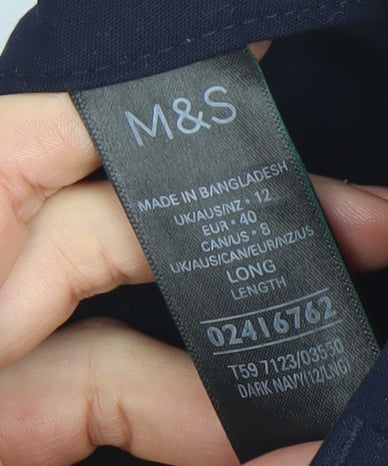 M&S
MADE IN BANGLADESH
UK/AUS/NZ • 12
EUR • 40
CAN/US • 8
UK/AUS/CAN/EUR/NZ/US
LONG
LENGTH
02416762
T59 7123/03530
DARK NAVY(12/LNG)